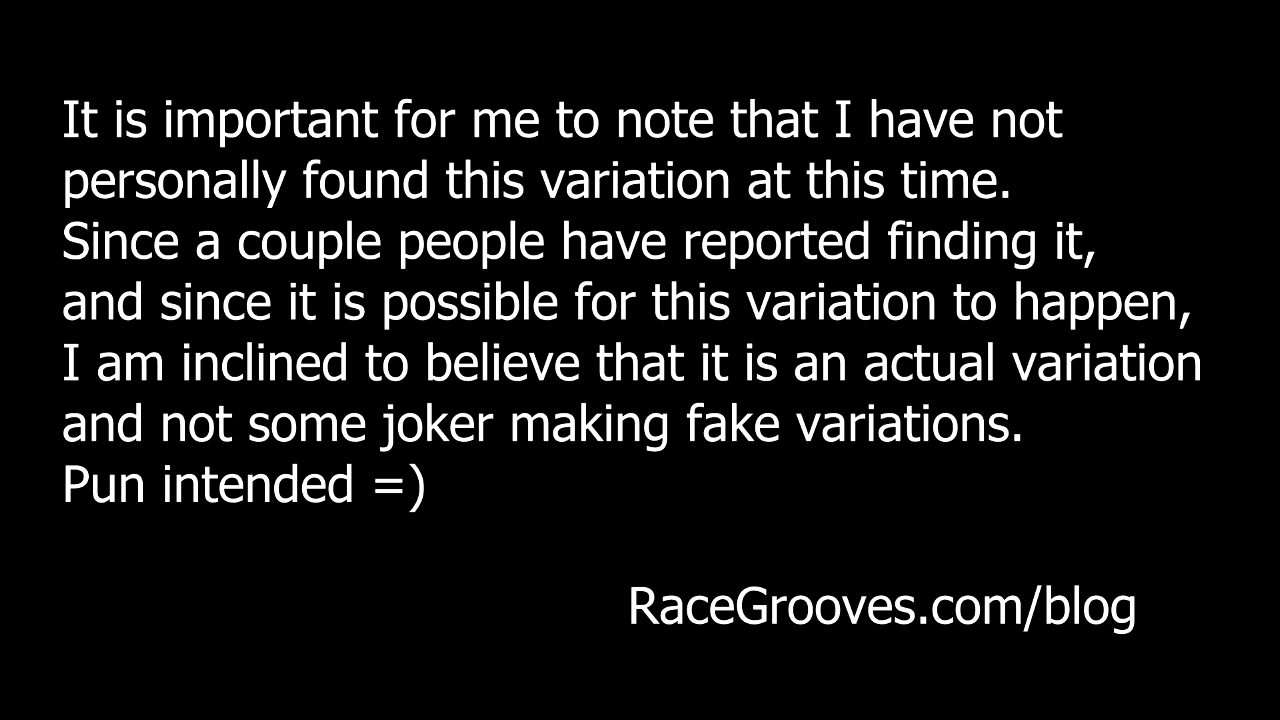 It is important for me to note that I have not
personally found this variation at this time.
Since a couple people have reported finding it,
and since it is possible for this variation to happen,
I am inclined to believe that it is an actual variation
and not some joker making fake variations.
Pun intended =)
RaceGrooves.com/blog